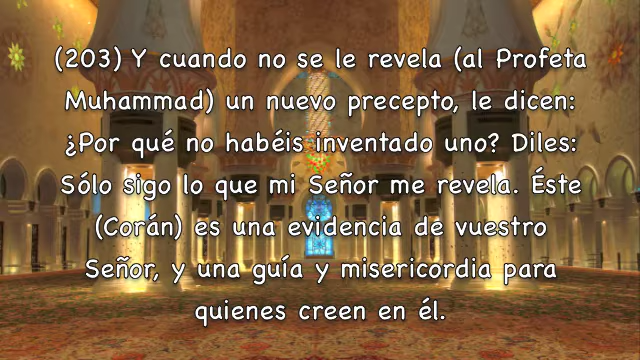 (203) Y cuando no se le revela (al Profeta
Muhammad) un nuevo precepto, le dicen:
¿Por qué no habéis inventado uno? Diles:
Sólo sigo lo que mi Señor me revela. Éste
(Corán) es una evidencia de vuestro
Señor, y una guía y misericordia para
quienes creen en él.